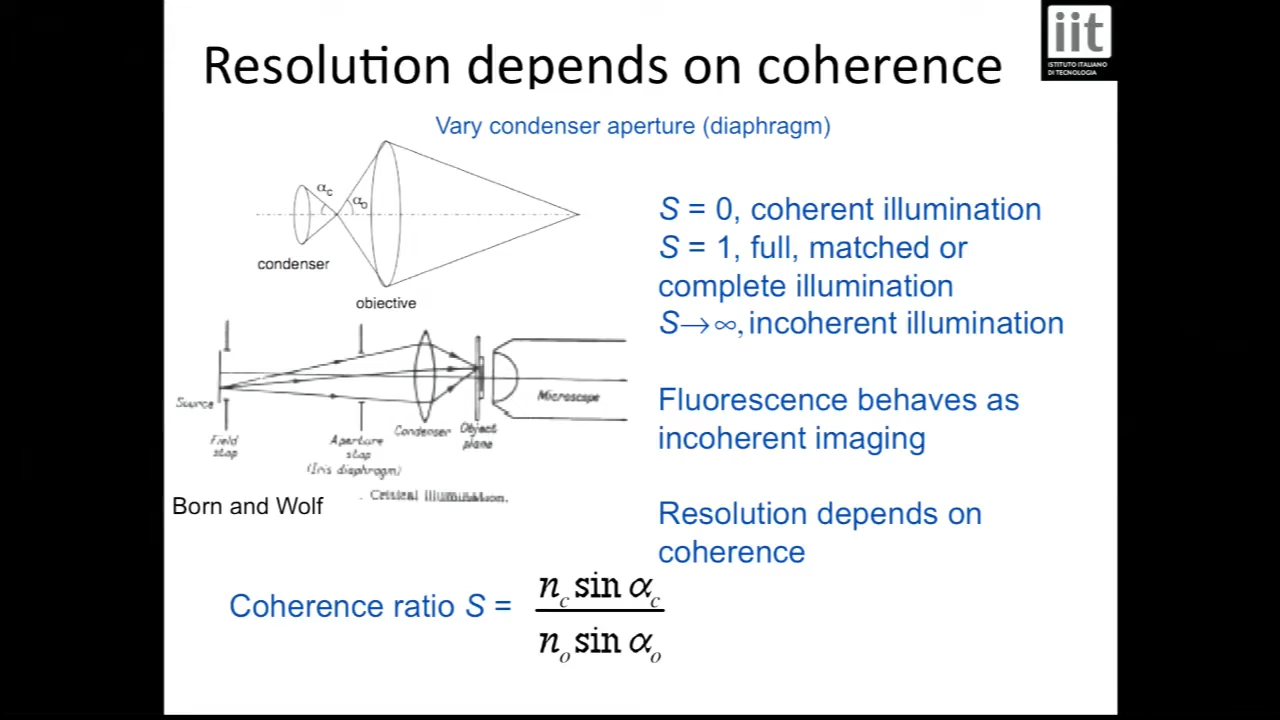 Resolution depends on coherence
iit
ISTITUTO ITALIANO
DI TECNOLOGIA
Vary condenser aperture (diaphragm)
αc
αo
condenser
objective
S = 0, coherent illumination
S = 1, full, matched or
complete illumination
S→∞, incoherent illumination
Source
Field
stop
Aperture
stop
(Iris diaphragm)
Condenser
Object
plane
Microscope
. Critical illumination.
Born and Wolf
Fluorescence behaves as
incoherent imaging
Resolution depends on
coherence
Coherence ratio S =
nc sin αc
no sin αo